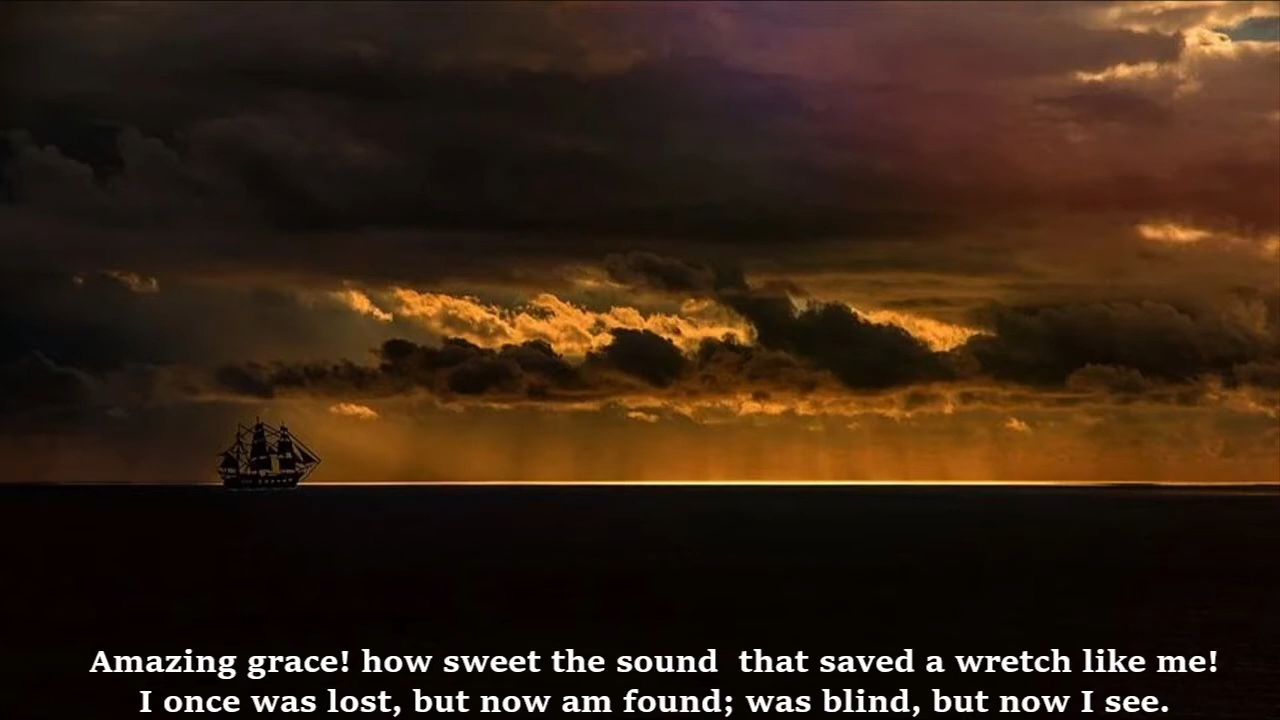 Amazing grace! how sweet the sound  that saved a wretch like me!
I once was lost, but now am found; was blind, but now I see.